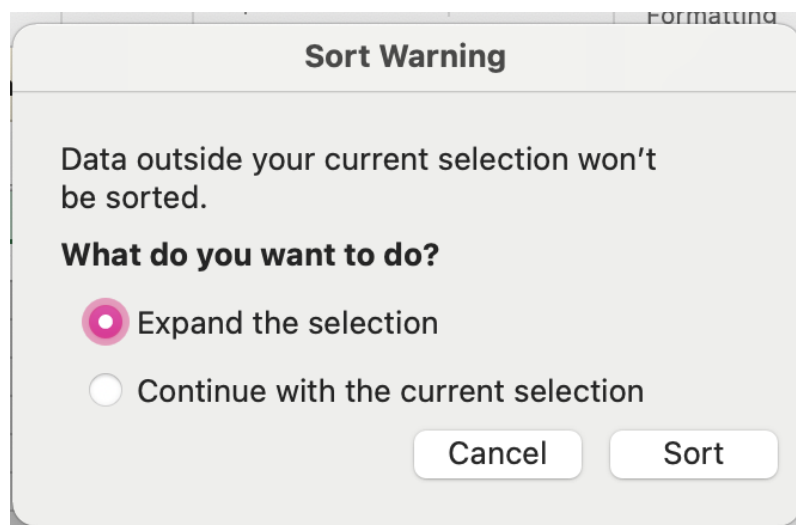 Formatting
Sort Warning
Data outside your current selection won't
be sorted.
What do you want to do?
Expand the selection
Continue with the current selection
Cancel Sort